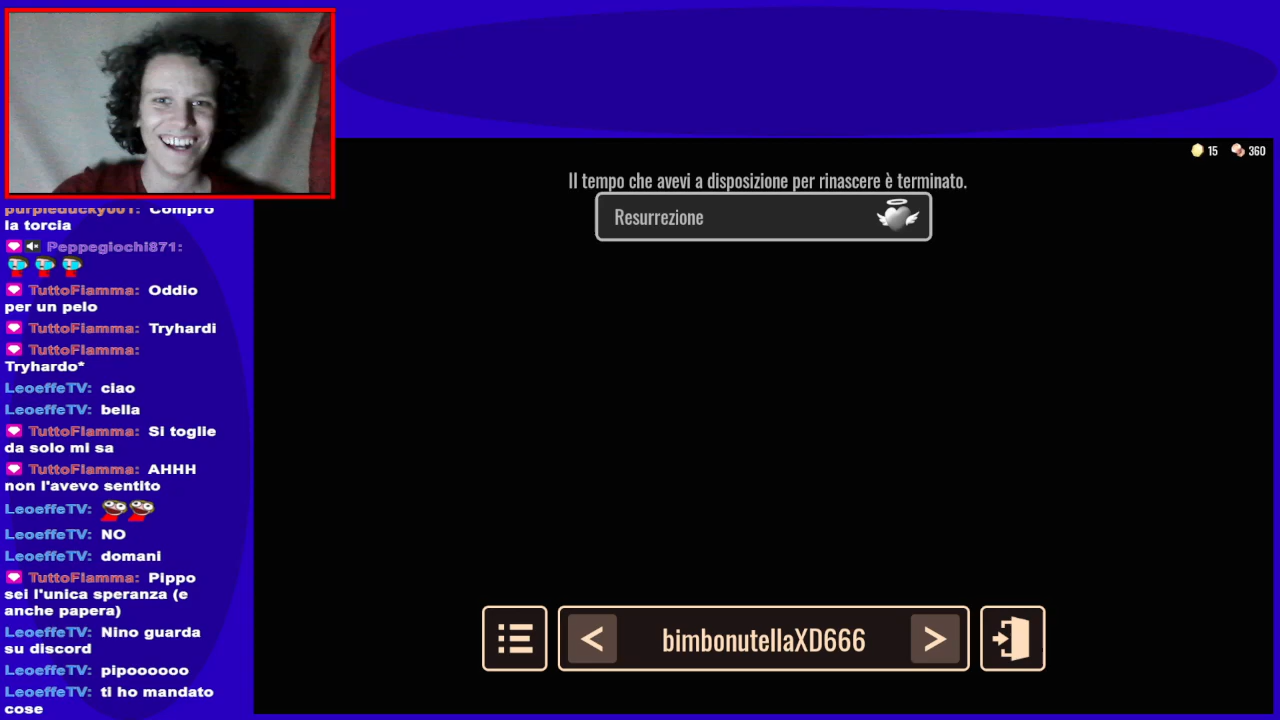 15 360
Il tempo che avevi a disposizione per rinascere è terminato.
Resurrezione
purpleducky001: Compro
la torcia
Peppegiochi871:
TuttoFiamma: Oddio
per un pelo
TuttoFiamma: Tryhardi
TuttoFiamma:
Tryhardo*
LeoeffeTV: ciao
LeoeffeTV: bella
TuttoFiamma: Si toglie
da solo mi sa
TuttoFiamma: AHHH
non l'avevo sentito
LeoeffeTV:
LeoeffeTV: NO
LeoeffeTV: domani
TuttoFiamma: Pippo
sei l'unica speranza (e
anche papera)
LeoeffeTV: Nino guarda
su discord
LeoeffeTV: pipoooooo
LeoeffeTV: ti ho mandato
cose
< bimbonutellaXD666 >